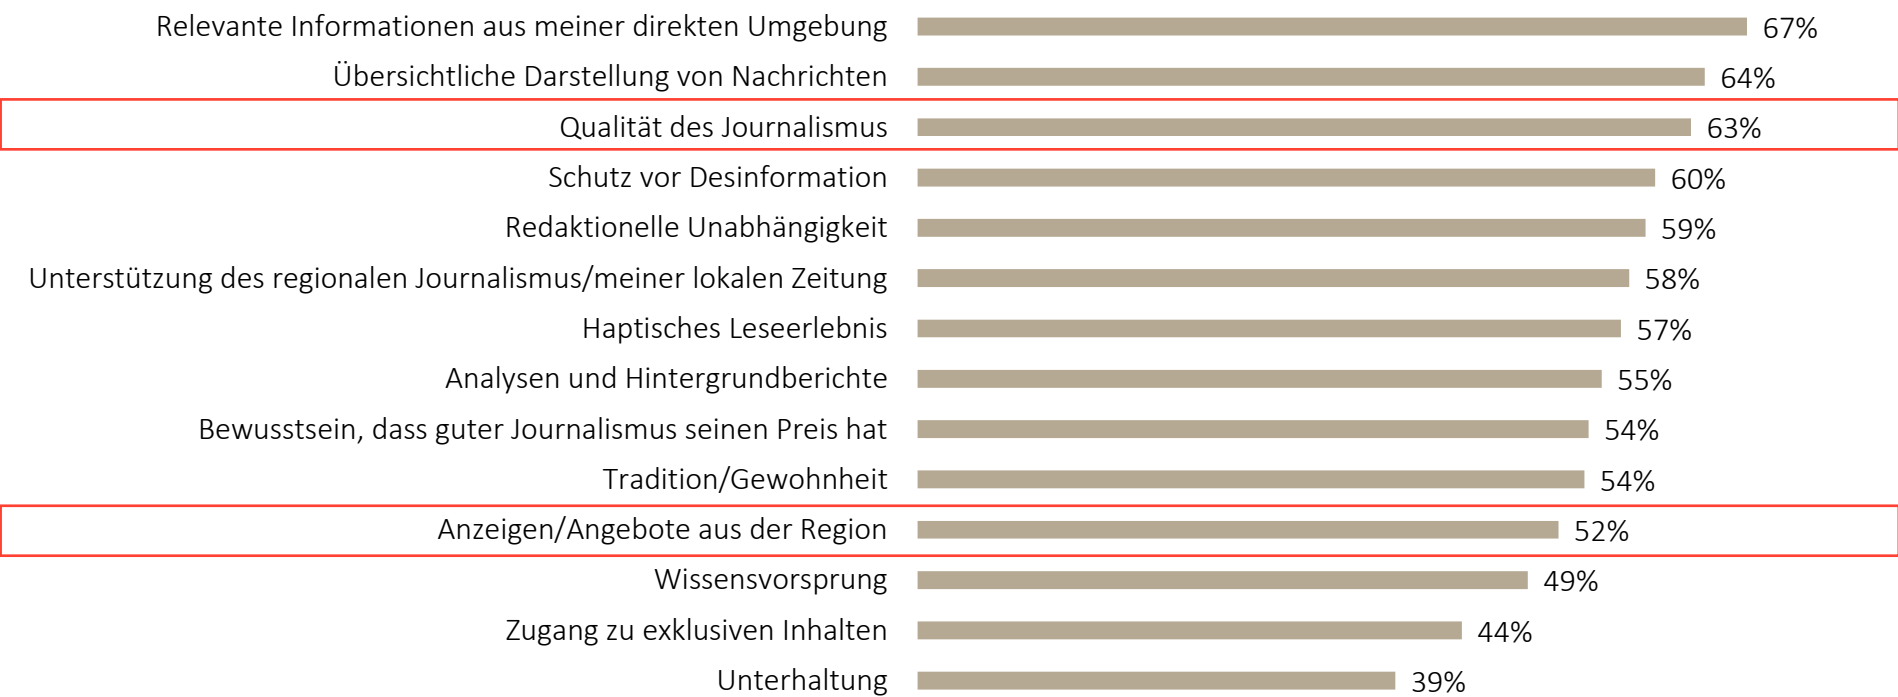 Relevante Informationen aus meiner direkten Umgebung 67%
Übersichtliche Darstellung von Nachrichten 64%
Qualität des Journalismus 63%
Schutz vor Desinformation 60%
Redaktionelle Unabhängigkeit 59%
Unterstützung des regionalen Journalismus/meiner lokalen Zeitung 58%
Haptisches Leseerlebnis 57%
Analysen und Hintergrundberichte 55%
Bewusstsein, dass guter Journalismus seinen Preis hat 54%
Tradition/Gewohnheit 54%
Anzeigen/Angebote aus der Region 52%
Wissensvorsprung 49%
Zugang zu exklusiven Inhalten 44%
Unterhaltung 39%